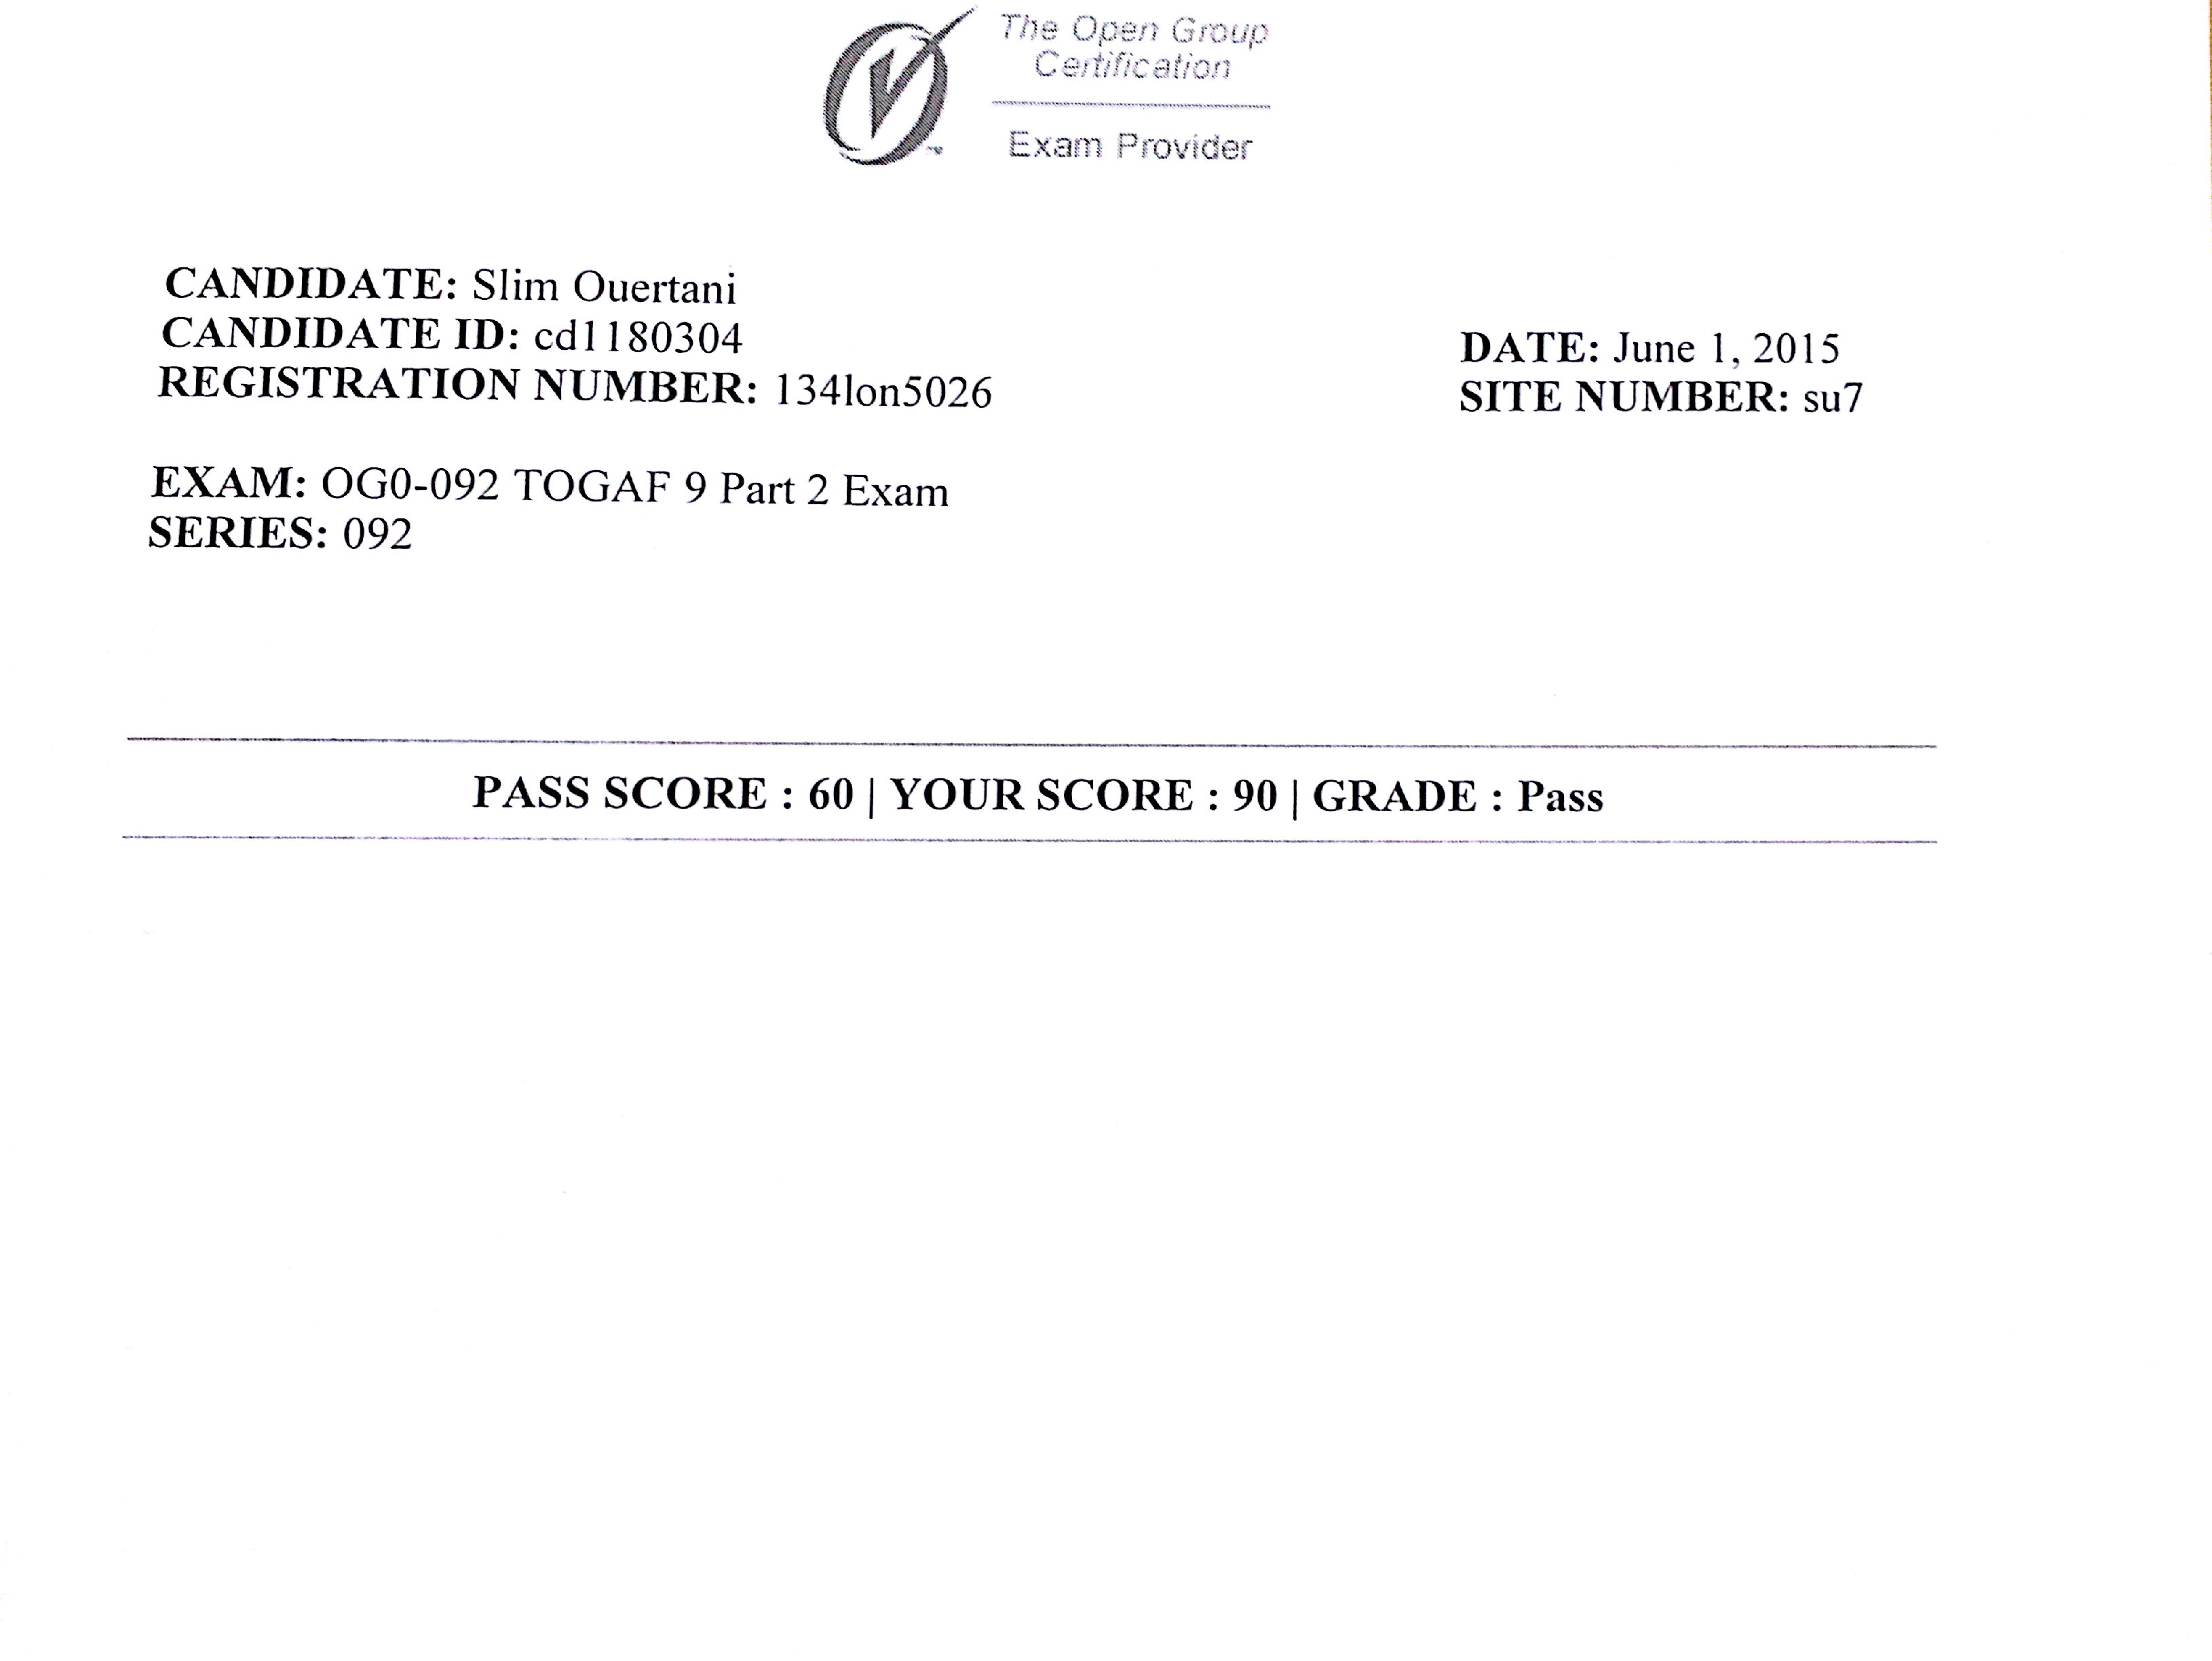 The Open Group
Certification
Exam Provider
CANDIDATE: Slim Ouertani
CANDIDATE ID: cd1180304
REGISTRATION NUMBER: 134lon5026
DATE: June 1, 2015
SITE NUMBER: su7
EXAM: OG0-092 TOGAF 9 Part 2 Exam
SERIES: 092
PASS SCORE : 60 | YOUR SCORE : 90 | GRADE : Pass